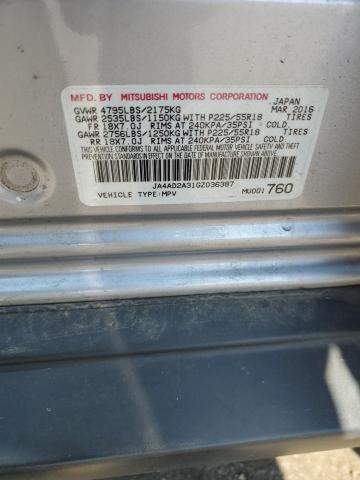 MFD. BY MITSUBISHI MOTORS CORPORATION. JAPAN
GVWR 4795LBS/2175KG MAR 2016
GAWR 2535LBS/1150KG WITH P225/55R18 TIRES
FR 18X7.0J RIMS AT 240KPA/35PSI - COLD
GAWR 2756LBS/1250KG WITH P225/55R18 TIRES
RR 18X7.0J RIMS AT 240KPA/35PSI - COLD
THIS VEHICLE CONFORMS TO ALL APPLICABLE FEDERAL
MOTOR VEHICLE SAFETY STANDARDS IN EFFECT ON THE DATE
OF MANUFACTURE SHOWN ABOVE.
JA4AD2A31GZ036387
VEHICLE TYPE:MPV MU001 760